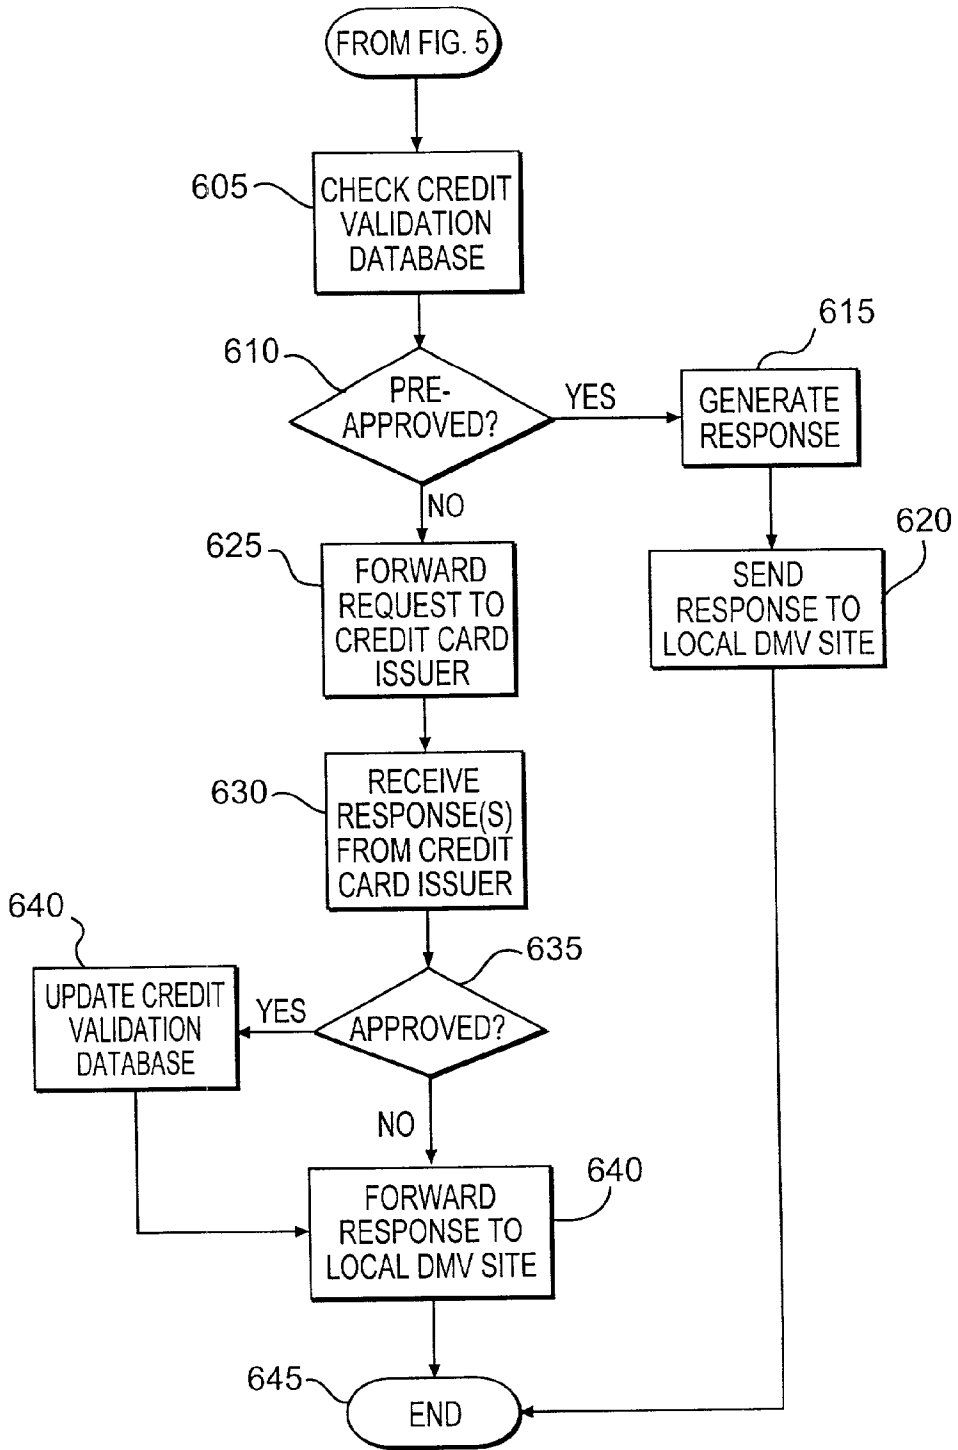 FROM FIG. 5
605
CHECK CREDIT
VALIDATION
DATABASE
610
PRE-
APPROVED?
YES
615
GENERATE
RESPONSE
NO
620
SEND
RESPONSE TO
LOCAL DMV SITE
625
FORWARD
REQUEST TO
CREDIT CARD
ISSUER
630
RECEIVE
RESPONSE(S)
FROM CREDIT
CARD ISSUER
640
UPDATE CREDIT
VALIDATION
DATABASE
YES
635
APPROVED?
NO
640
FORWARD
RESPONSE TO
LOCAL DMV SITE
645
END